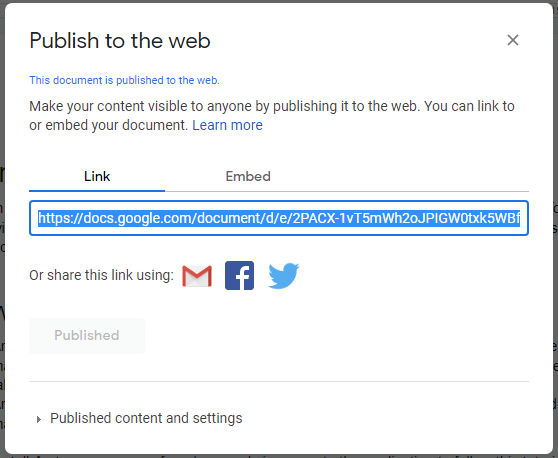 Publish to the web
This document is published to the web.
Make your content visible to anyone by publishing it to the web. You can link to
or embed your document. Learn more
Link Embed
https://docs.google.com/document/d/e/2PACX-1vT5mWh2oJPIGW0txk5WBf
Or share this link using:
Published
Published content and settings